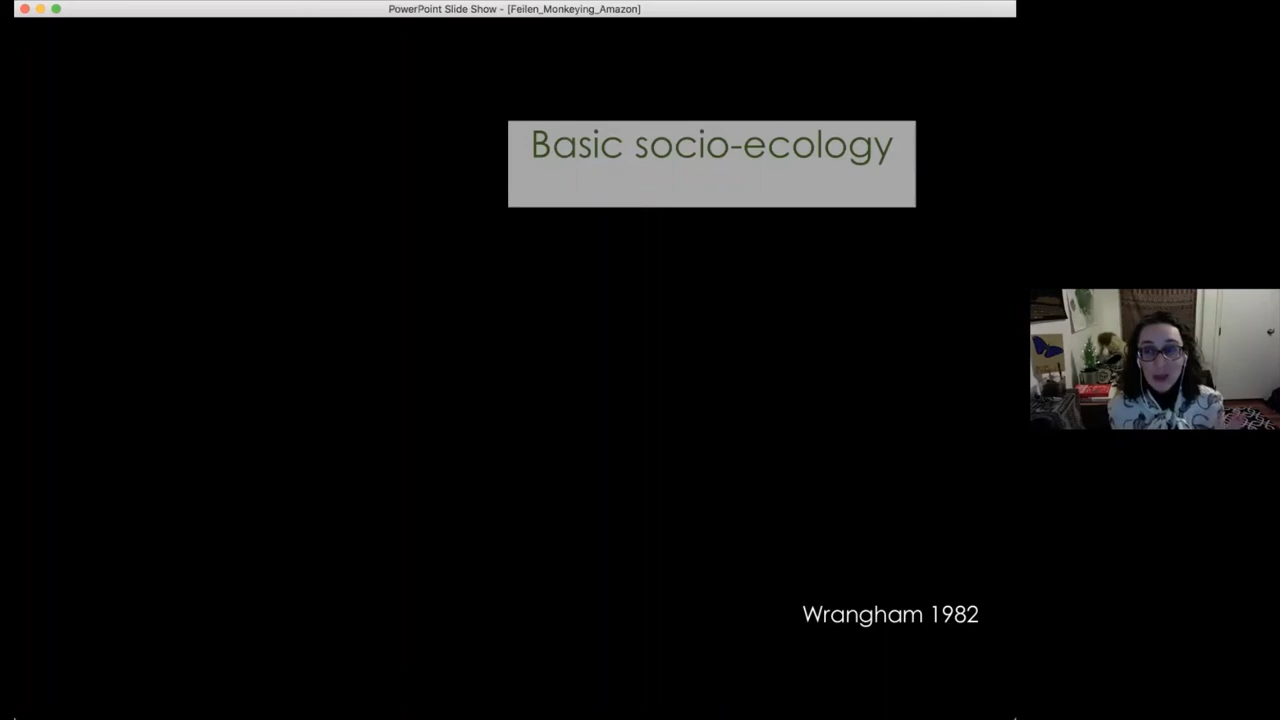 PowerPoint Slide Show - [Feilen_Monkeying_Amazon]
Basic socio-ecology
Wrangham 1982